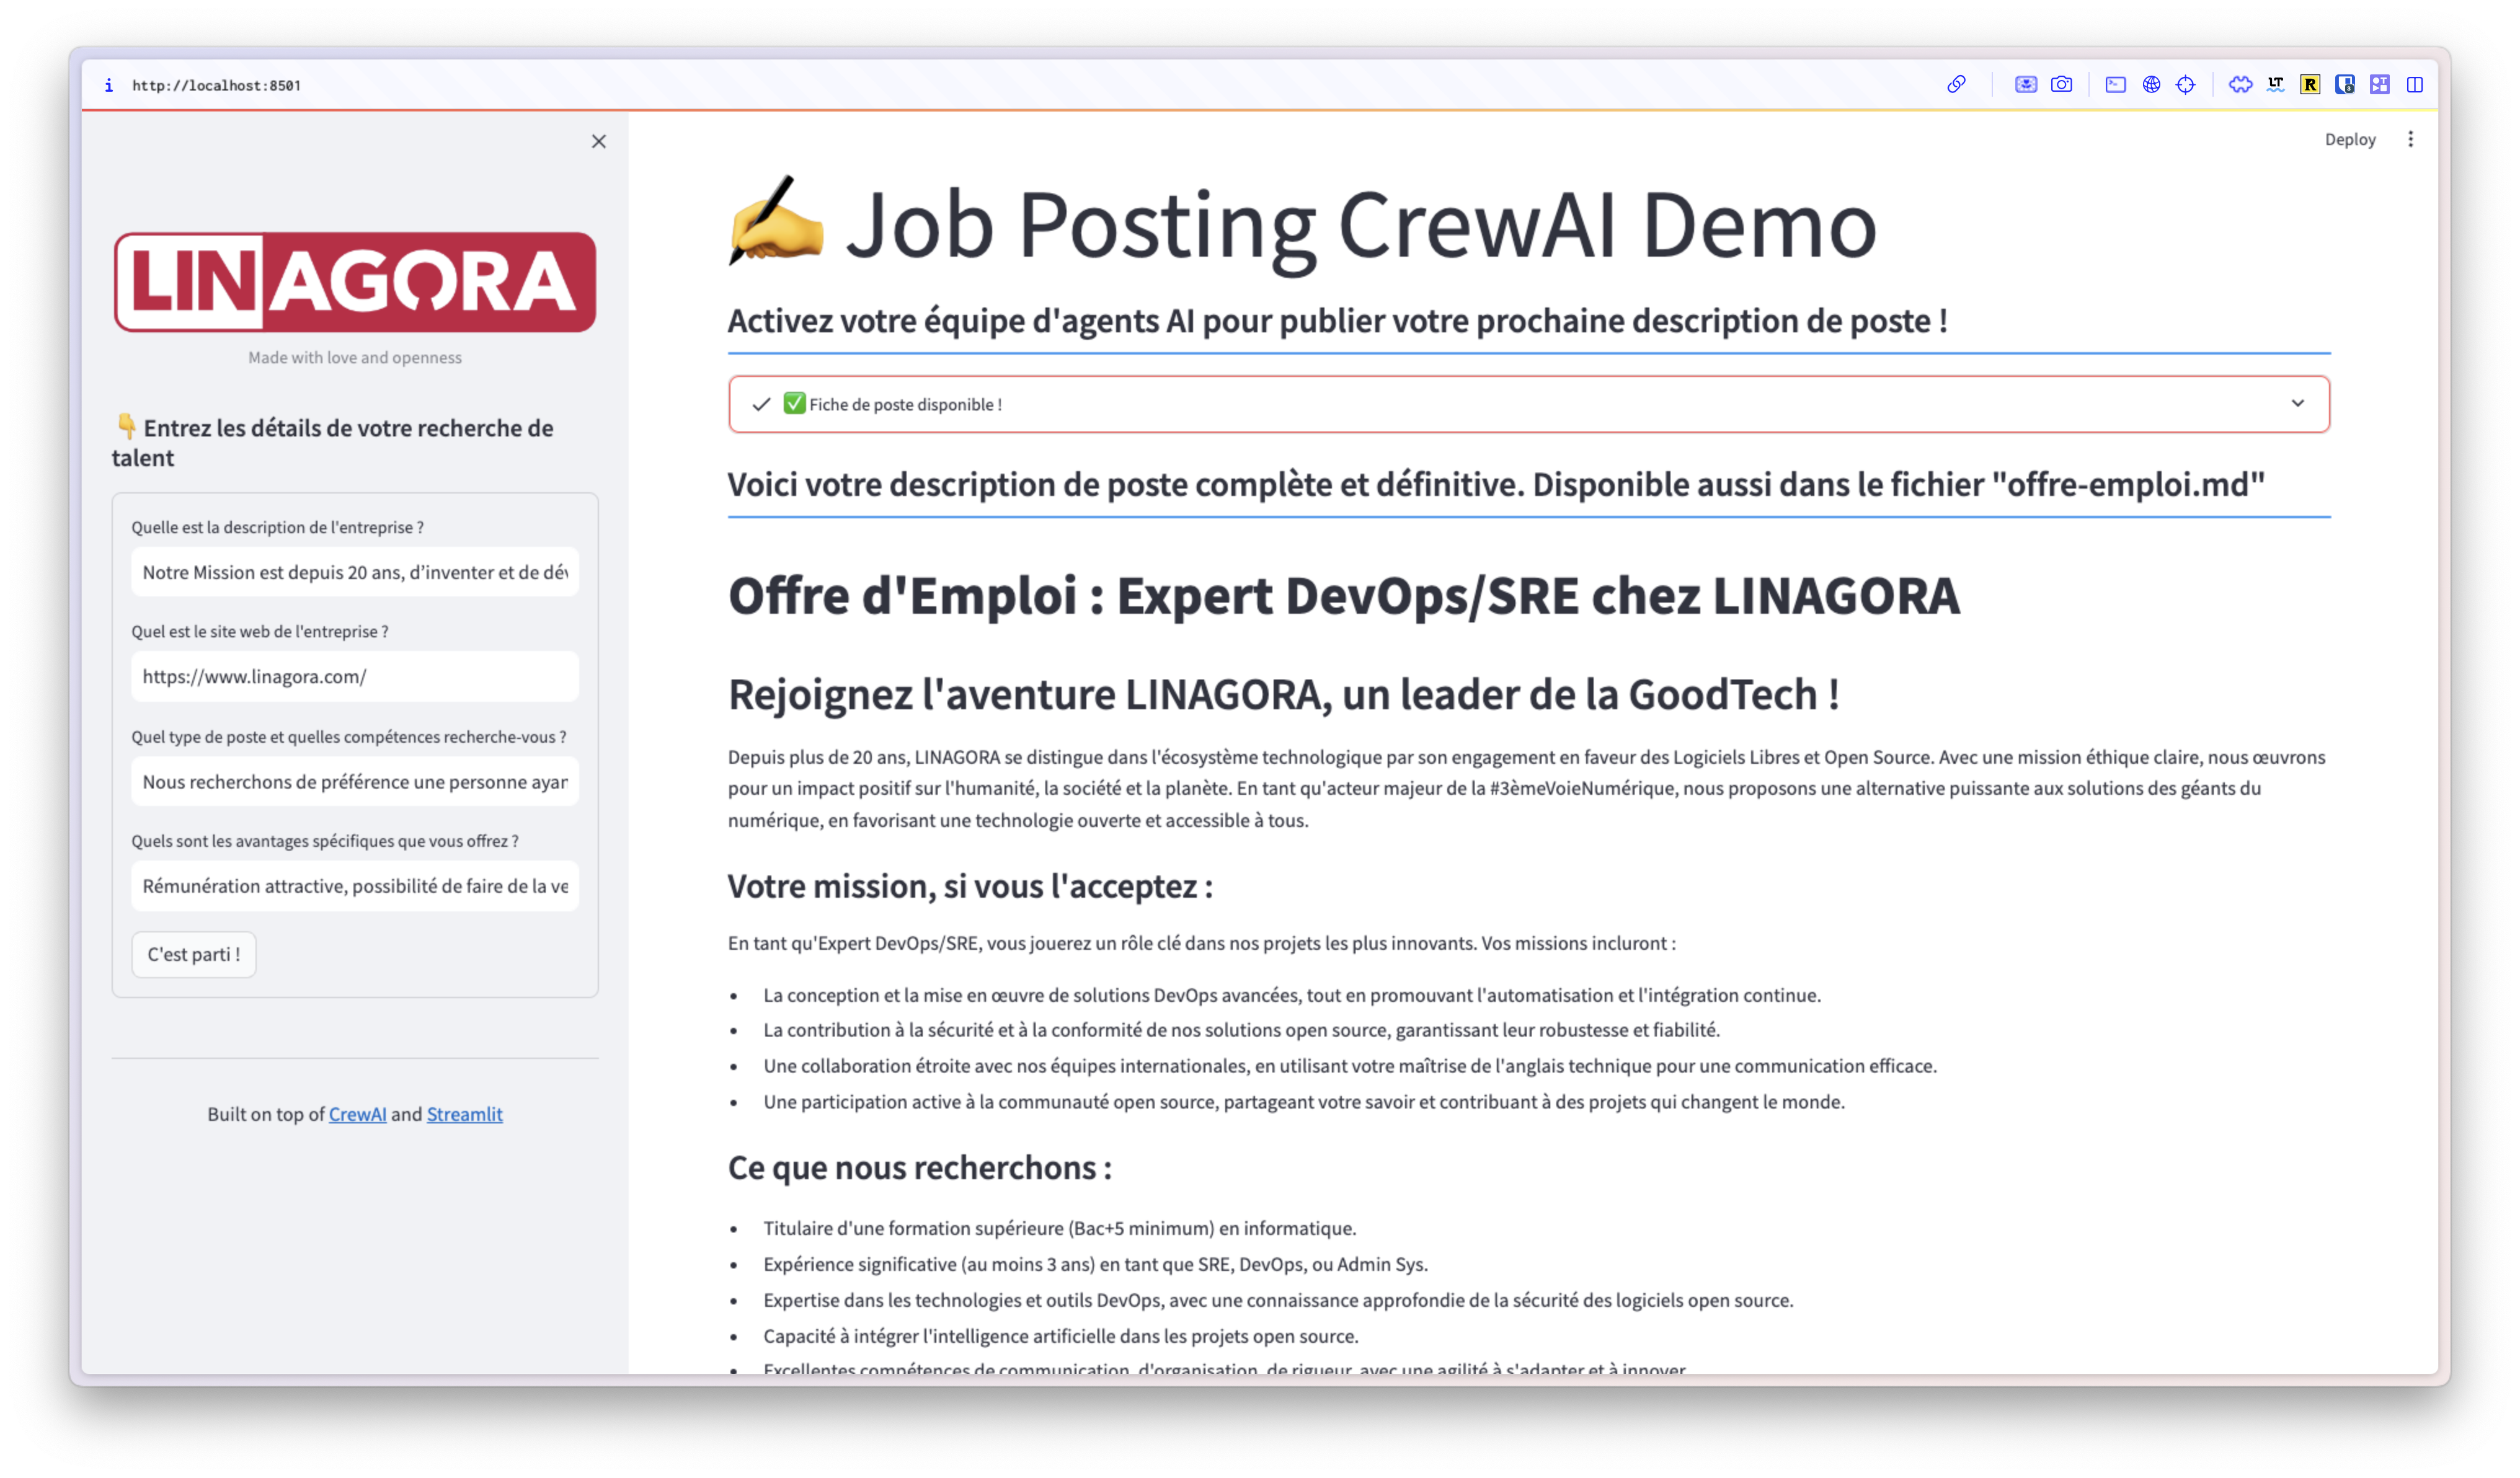 http://localhost:8501
Deploy
LINAGORA
Made with love and openness
👇 Entrez les détails de votre recherche de
talent
Quelle est la description de l'entreprise ?
Notre Mission est depuis 20 ans, d’inventer et de dév
Quel est le site web de l'entreprise ?
https://www.linagora.com/
Quel type de poste et quelles compétences recherche-vous ?
Nous recherchons de préférence une personne ayan
Quels sont les avantages spécifiques que vous offrez ?
Rémunération attractive, possibilité de faire de la ve
C'est parti !
Built on top of CrewAI and Streamlit
✍️ Job Posting CrewAI Demo
Activez votre équipe d'agents AI pour publier votre prochaine description de poste !
✅ Fiche de poste disponible !
Voici votre description de poste complète et définitive. Disponible aussi dans le fichier "offre-emploi.md"
Offre d'Emploi : Expert DevOps/SRE chez LINAGORA
Rejoignez l'aventure LINAGORA, un leader de la GoodTech !
Depuis plus de 20 ans, LINAGORA se distingue dans l'écosystème technologique par son engagement en faveur des Logiciels Libres et Open Source. Avec une mission éthique claire, nous œuvrons
pour un impact positif sur l'humanité, la société et la planète. En tant qu'acteur majeur de la #3èmeVoieNumérique, nous proposons une alternative puissante aux solutions des géants du
numérique, en favorisant une technologie ouverte et accessible à tous.
Votre mission, si vous l'acceptez :
En tant qu'Expert DevOps/SRE, vous jouerez un rôle clé dans nos projets les plus innovants. Vos missions incluront :
• La conception et la mise en œuvre de solutions DevOps avancées, tout en promouvant l'automatisation et l'intégration continue.
• La contribution à la sécurité et à la conformité de nos solutions open source, garantissant leur robustesse et fiabilité.
• Une collaboration étroite avec nos équipes internationales, en utilisant votre maîtrise de l'anglais technique pour une communication efficace.
• Une participation active à la communauté open source, partageant votre savoir et contribuant à des projets qui changent le monde.
Ce que nous recherchons :
• Titulaire d'une formation supérieure (Bac+5 minimum) en informatique.
• Expérience significative (au moins 3 ans) en tant que SRE, DevOps, ou Admin Sys.
• Expertise dans les technologies et outils DevOps, avec une connaissance approfondie de la sécurité des logiciels open source.
• Capacité à intégrer l'intelligence artificielle dans les projets open source.
• Excellentes compétences de communication, d'organisation, de rigueur, avec une agilité à s'adapter et à innover.